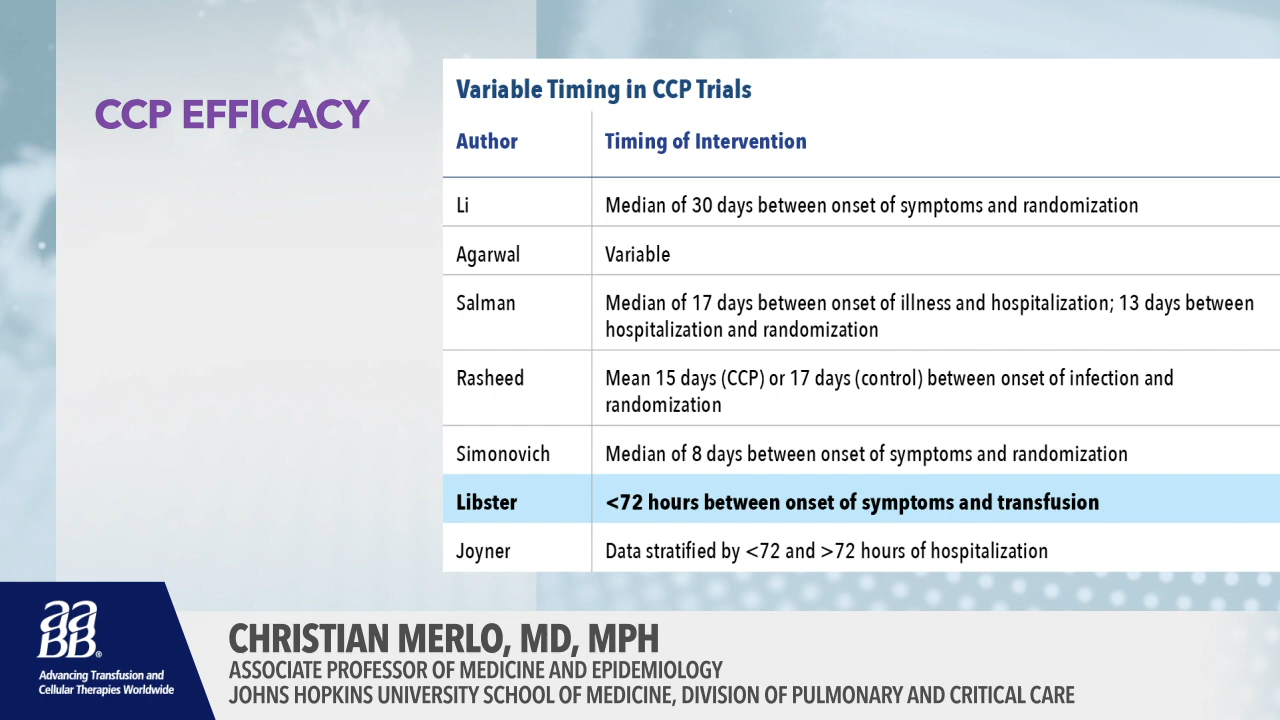 CCP EFFICACY
Variable Timing in CCP Trials
Author Timing of Intervention
Li Median of 30 days between onset of symptoms and randomization
Agarwal Variable
Salman Median of 17 days between onset of illness and hospitalization; 13 days between
hospitalization and randomization
Rasheed Mean 15 days (CCP) or 17 days (control) between onset of infection and
randomization
Simonovich Median of 8 days between onset of symptoms and randomization
Libster <72 hours between onset of symptoms and transfusion
Joyner Data stratified by <72 and >72 hours of hospitalization
aa
BB®
Advancing Transfusion and
Cellular Therapies Worldwide
CHRISTIAN MERLO, MD, MPH
ASSOCIATE PROFESSOR OF MEDICINE AND EPIDEMIOLOGY
JOHNS HOPKINS UNIVERSITY SCHOOL OF MEDICINE, DIVISION OF PULMONARY AND CRITICAL CARE